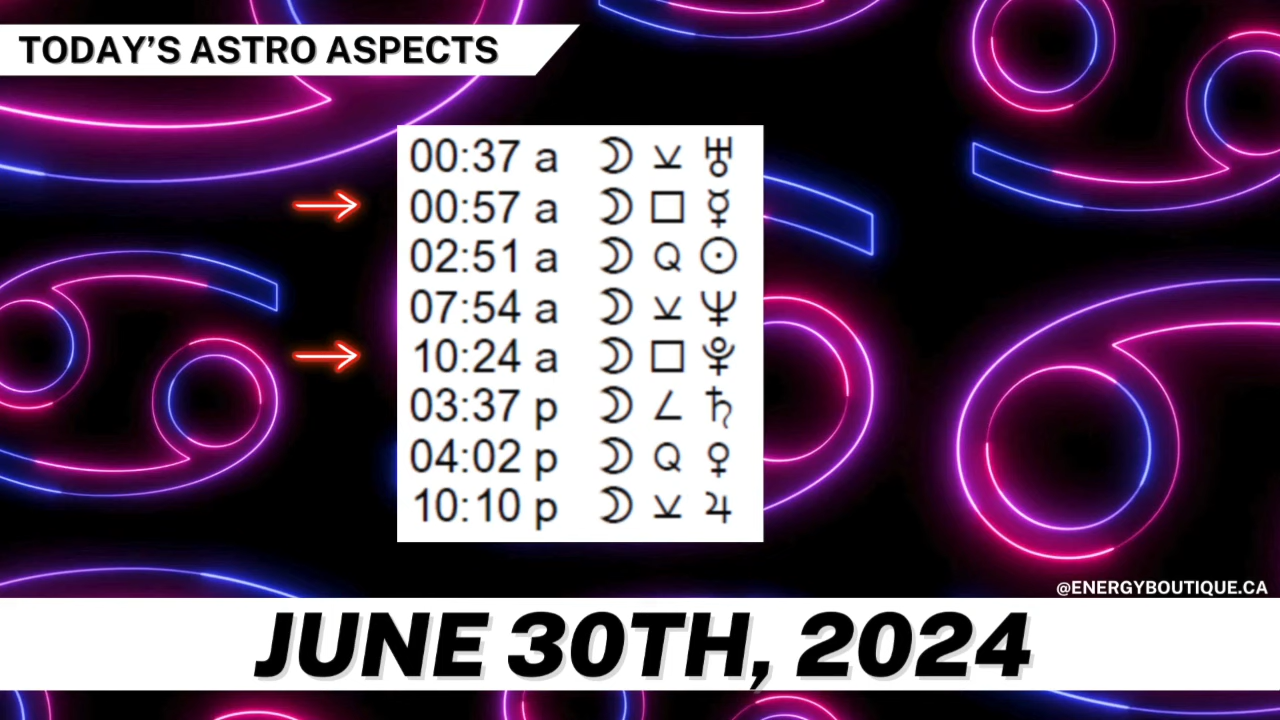 TODAY'S ASTRO ASPECTS
00:37 a ☽ ⚺ ♅
00:57 a ☽ □ ☿
02:51 a ☽ Q ☉
07:54 a ☽ ⚺ ♆
10:24 a ☽ □ ♇
03:37 p ☽ ∠ ♄
04:02 p ☽ Q ♀
10:10 p ☽ ⚺ ♃
@ENERGYBOUTIQUE.CA
JUNE 30TH, 2024